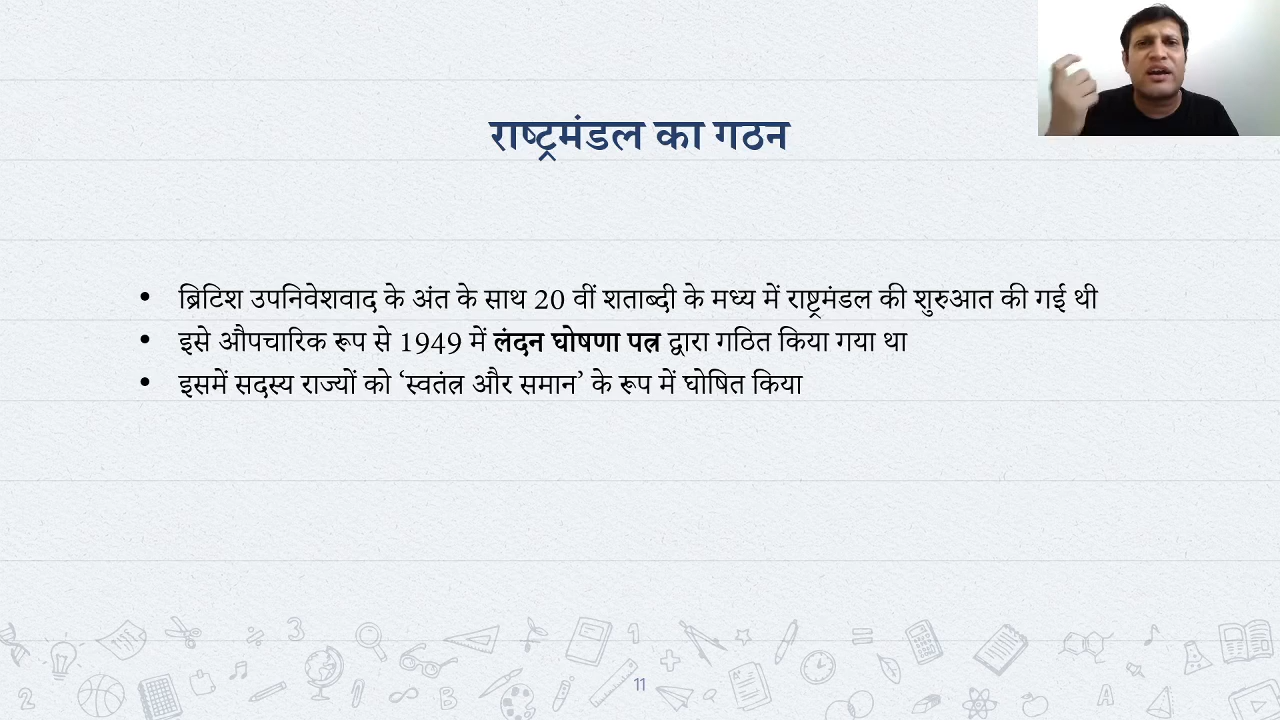 राष्ट्रमंडल का गठन
• ब्रिटिश उपनिवेशवाद के अंत के साथ 20 वीं शताब्दी के मध्य में राष्ट्रमंडल की शुरुआत की गई थी
• इसे औपचारिक रूप से 1949 में लंदन घोषणा पत्र द्वारा गठित किया गया था
• इसमें सदस्य राज्यों को ‘स्वतंत्र और समान’ के रूप में घोषित किया
11